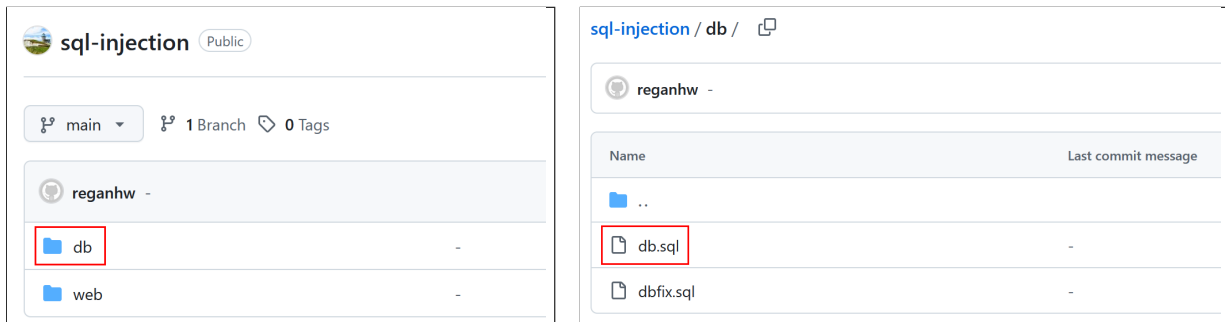 sql-injection Public
main 1 Branch 0 Tags
reganhw -
db -
web -
sql-injection / db /
reganhw -
Name Last commit message
..
db.sql -
dbfix.sql -